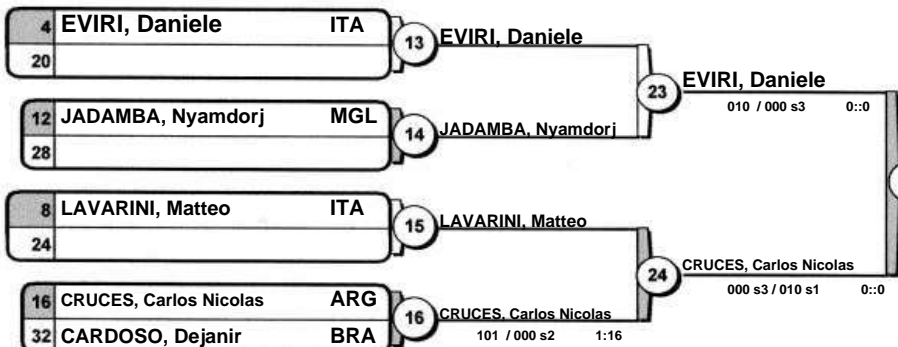 4 EVIRI, Daniele ITA
20
13 EVIRI, Daniele
12 JADAMBA, Nyamdorj MGL
28
14 JADAMBA, Nyamdorj
23 EVIRI, Daniele
010 / 000 s3 0::0
8 LAVARINI, Matteo ITA
24
15 LAVARINI, Matteo
16 CRUCES, Carlos Nicolas ARG
32 CARDOSO, Dejanir BRA
16 CRUCES, Carlos Nicolas
101 / 000 s2 1:16
24 CRUCES, Carlos Nicolas
000 s3 / 010 s1 0::0